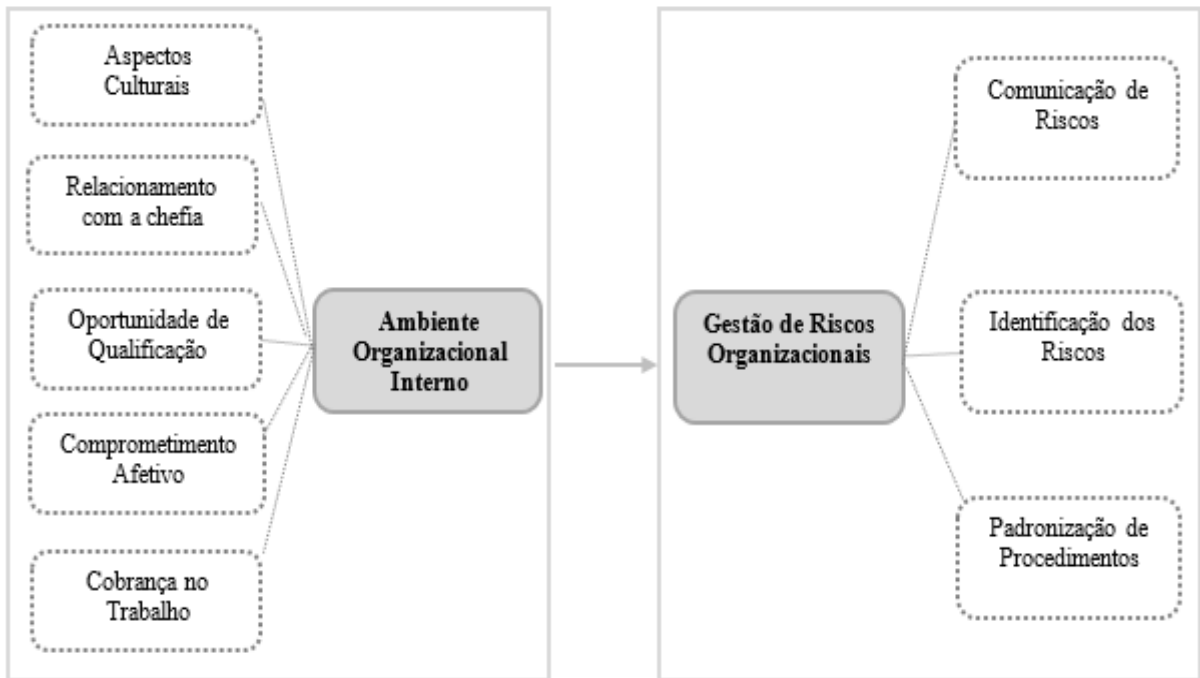 Aspectos
Culturais
Relacionamento
com a chefia
Oportunidade de
Qualificação
Comprometimento
Afetivo
Cobrança no
Trabalho
Ambiente
Organizacional
Interno
Gestão de Riscos
Organizacionais
Comunicação de
Riscos
Identificação dos
Riscos
Padronização de
Procedimentos